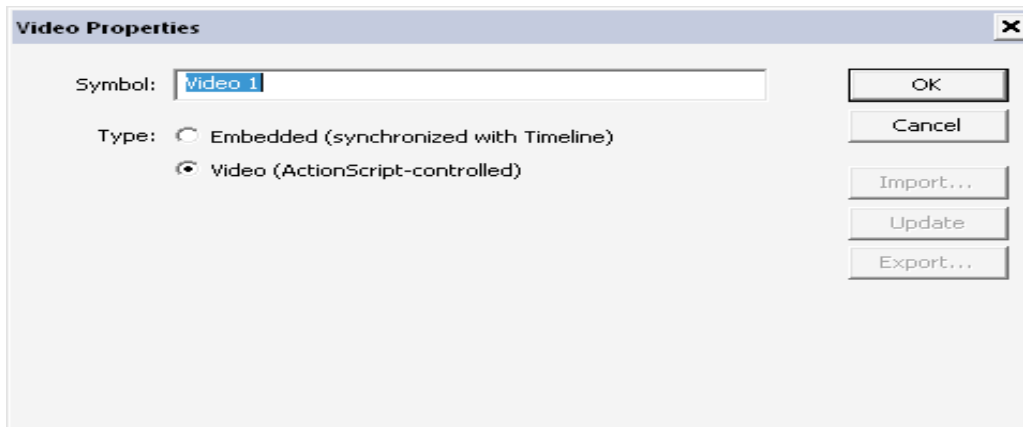 Video Properties
Symbol: Video 1
OK
Type: Embedded (synchronized with Timeline)
Cancel
Video (ActionScript-controlled)
Import...
Update
Export...